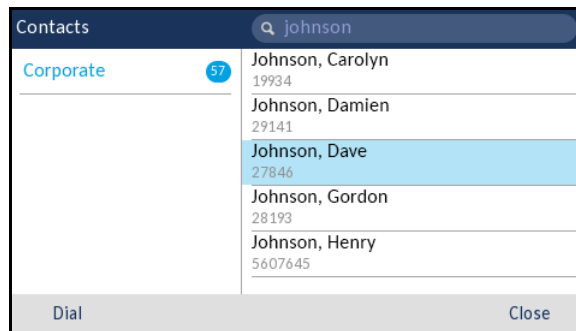 Contacts
johnson
Corporate 57
Johnson, Carolyn
19934
Johnson, Damien
29141
Johnson, Dave
27846
Johnson, Gordon
28193
Johnson, Henry
5607645
Dial
Close